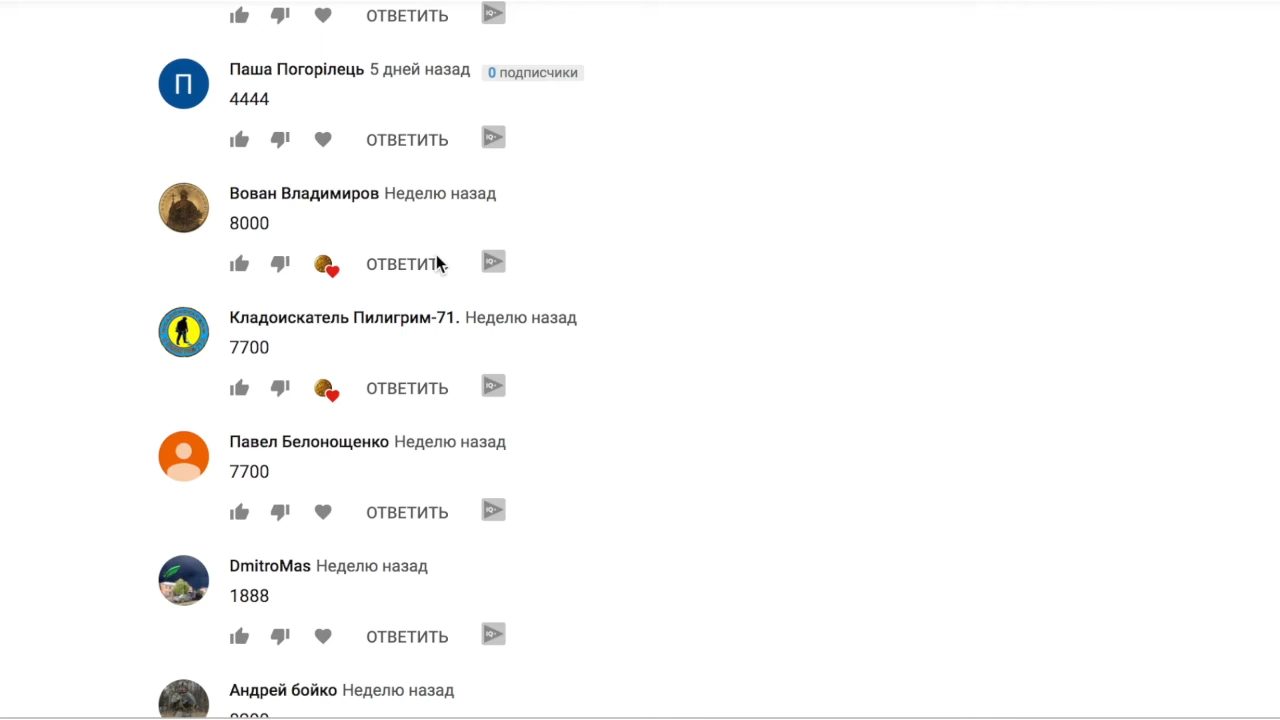 ОТВЕТИТЬ
Паша Погорілець 5 дней назад 0 подписчики
П
4444
ОТВЕТИТЬ
Вован Владимиров Неделю назад
8000
ОТВЕТИТЬ
Кладоискатель Пилигрим-71. Неделю назад
7700
ОТВЕТИТЬ
Павел Белонощенко Неделю назад
7700
ОТВЕТИТЬ
DmitroMas Неделю назад
1888
ОТВЕТИТЬ
Андрей бойко Неделю назад